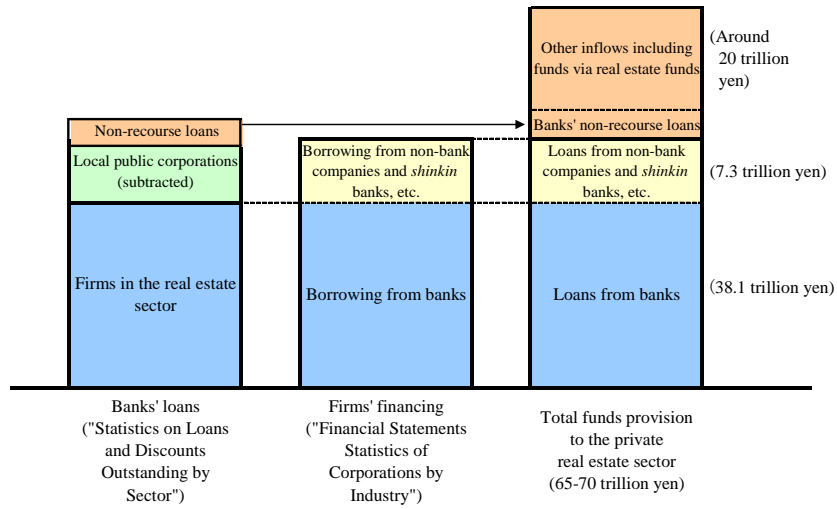 Non-recourse loans
Local public corporations
(subtracted)
Firms in the real estate
sector
Banks' loans
("Statistics on Loans
and Discounts
Outstanding by
Sector")
Borrowing from non-bank
companies and shinkin
banks, etc.
Borrowing from banks
Firms' financing
("Financial Statements
Statistics of
Corporations by
Industry")
Other inflows including
funds via real estate funds
Banks' non-recourse loans
Loans from non-bank
companies and shinkin
banks, etc.
Loans from banks
Total funds provision
to the private
real estate sector
(65-70 trillion yen)
(Around
20 trillion
yen)
(7.3 trillion yen)
(38.1 trillion yen)